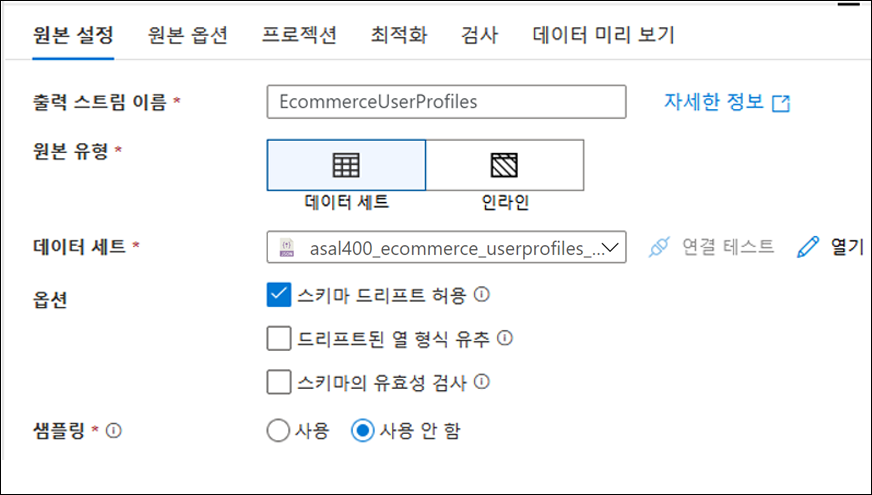 원본 설정 원본 옵션 프로젝션 최적화 검사 데이터 미리 보기
출력 스트림 이름 * EcommerceUserProfiles 자세한 정보
원본 유형 *
데이터 세트 인라인
데이터 세트 * JSON asal400_ecommerce_userprofiles_... 연결 테스트 열기
옵션 스키마 드리프트 허용
드리프트된 열 형식 유추
스키마의 유효성 검사
샘플링 * 사용 사용 안 함